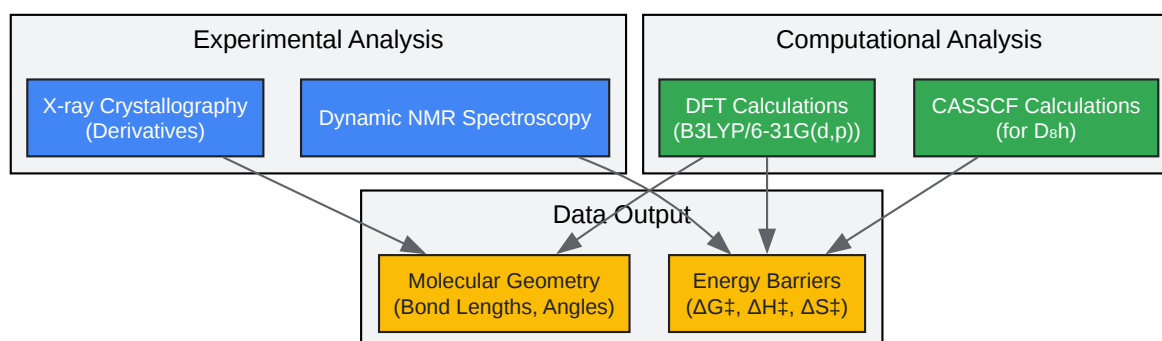 Experimental Analysis
Computational Analysis
X-ray Crystallography
(Derivatives)
Dynamic NMR Spectroscopy
DFT Calculations
(B3LYP/6-31G(d,p))
CASSCF Calculations
(for D₈h)
Data Output
Molecular Geometry
(Bond Lengths, Angles)
Energy Barriers
(ΔG‡, ΔH‡, ΔS‡)